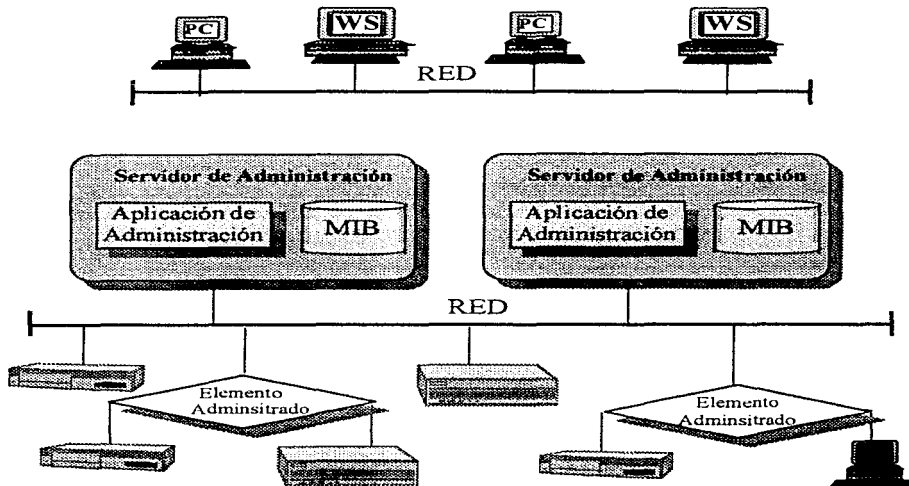 PC WS PC WS
RED
Servidor de Administración
Aplicación de
Administración
MIB
Servidor de Administración
Aplicación de
Administración
MIB
RED
Elemento
Adminsitrado
Elemento
Adminsitrado